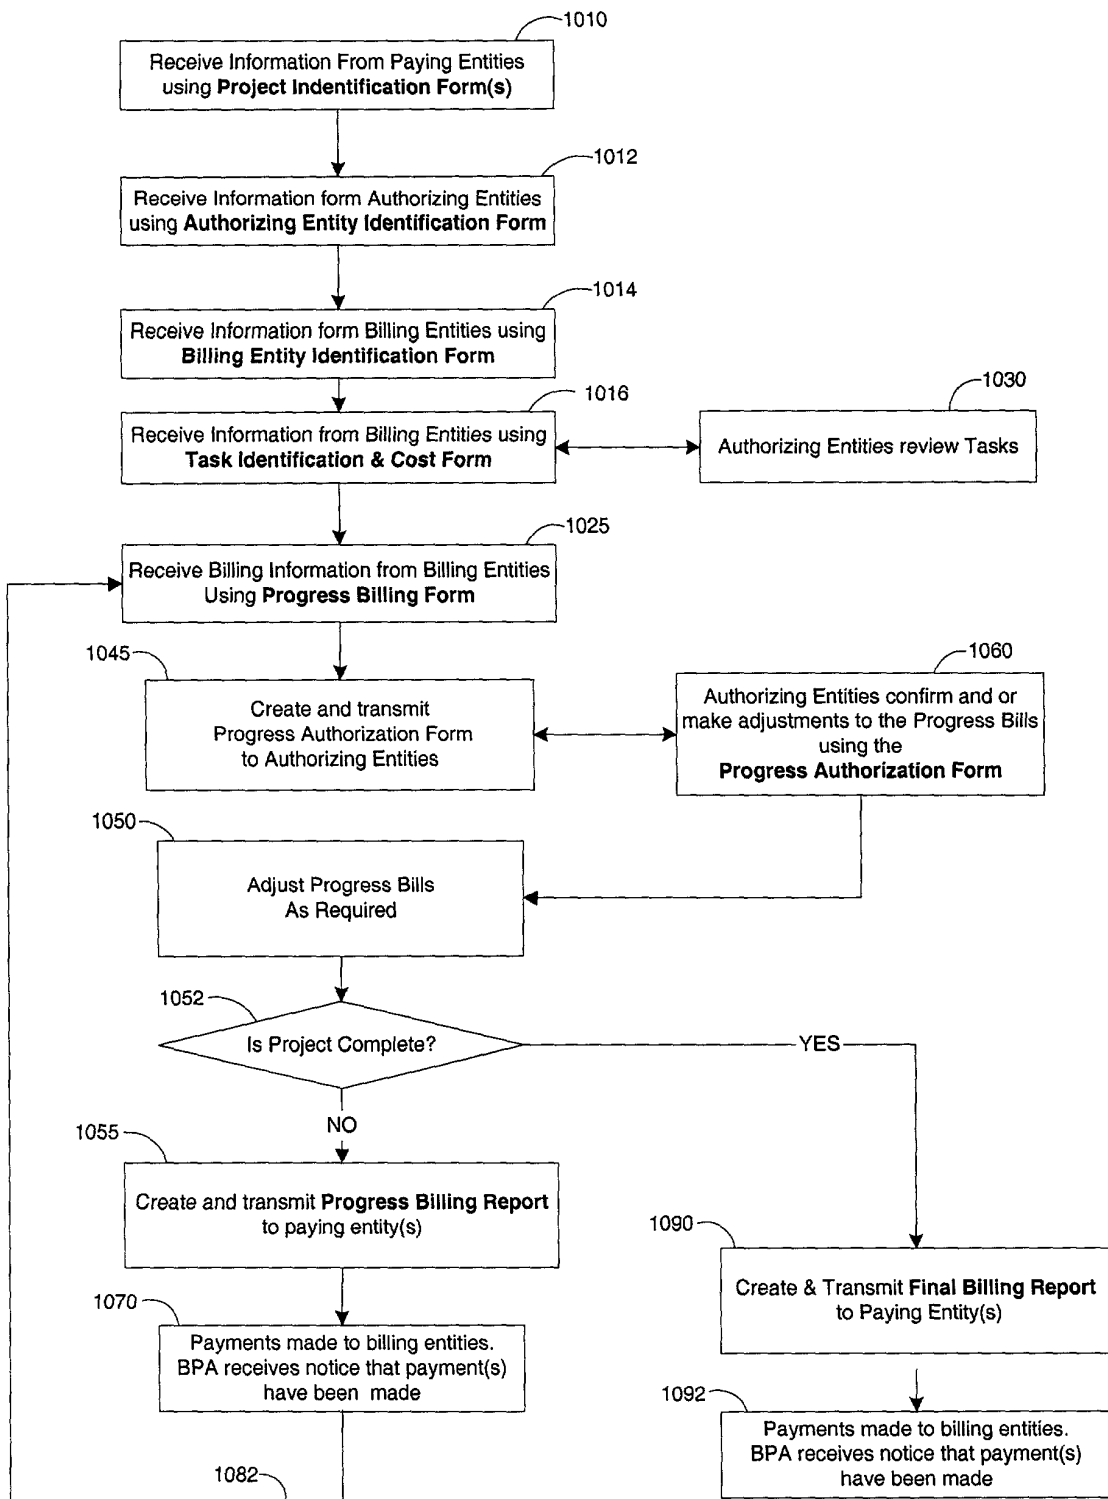 1010
Receive Information From Paying Entities
using Project Indentification Form(s)
1012
Receive Information form Authorizing Entities
using Authorizing Entity Identification Form
1014
Receive Information form Billing Entities using
Billing Entity Identification Form
1016
Receive Information from Billing Entities using
Task Identification & Cost Form
1030
Authorizing Entities review Tasks
1025
Receive Billing Information from Billing Entities
Using Progress Billing Form
1045
Create and transmit
Progress Authorization Form
to Authorizing Entities
1060
Authorizing Entities confirm and or
make adjustments to the Progress Bills
using the
Progress Authorization Form
1050
Adjust Progress Bills
As Required
1052
Is Project Complete?
YES
NO
1055
Create and transmit Progress Billing Report
to paying entity(s)
1070
Payments made to billing entities.
BPA receives notice that payment(s)
have been made
1082
1090
Create & Transmit Final Billing Report
to Paying Entity(s)
1092
Payments made to billing entities.
BPA receives notice that payment(s)
have been made